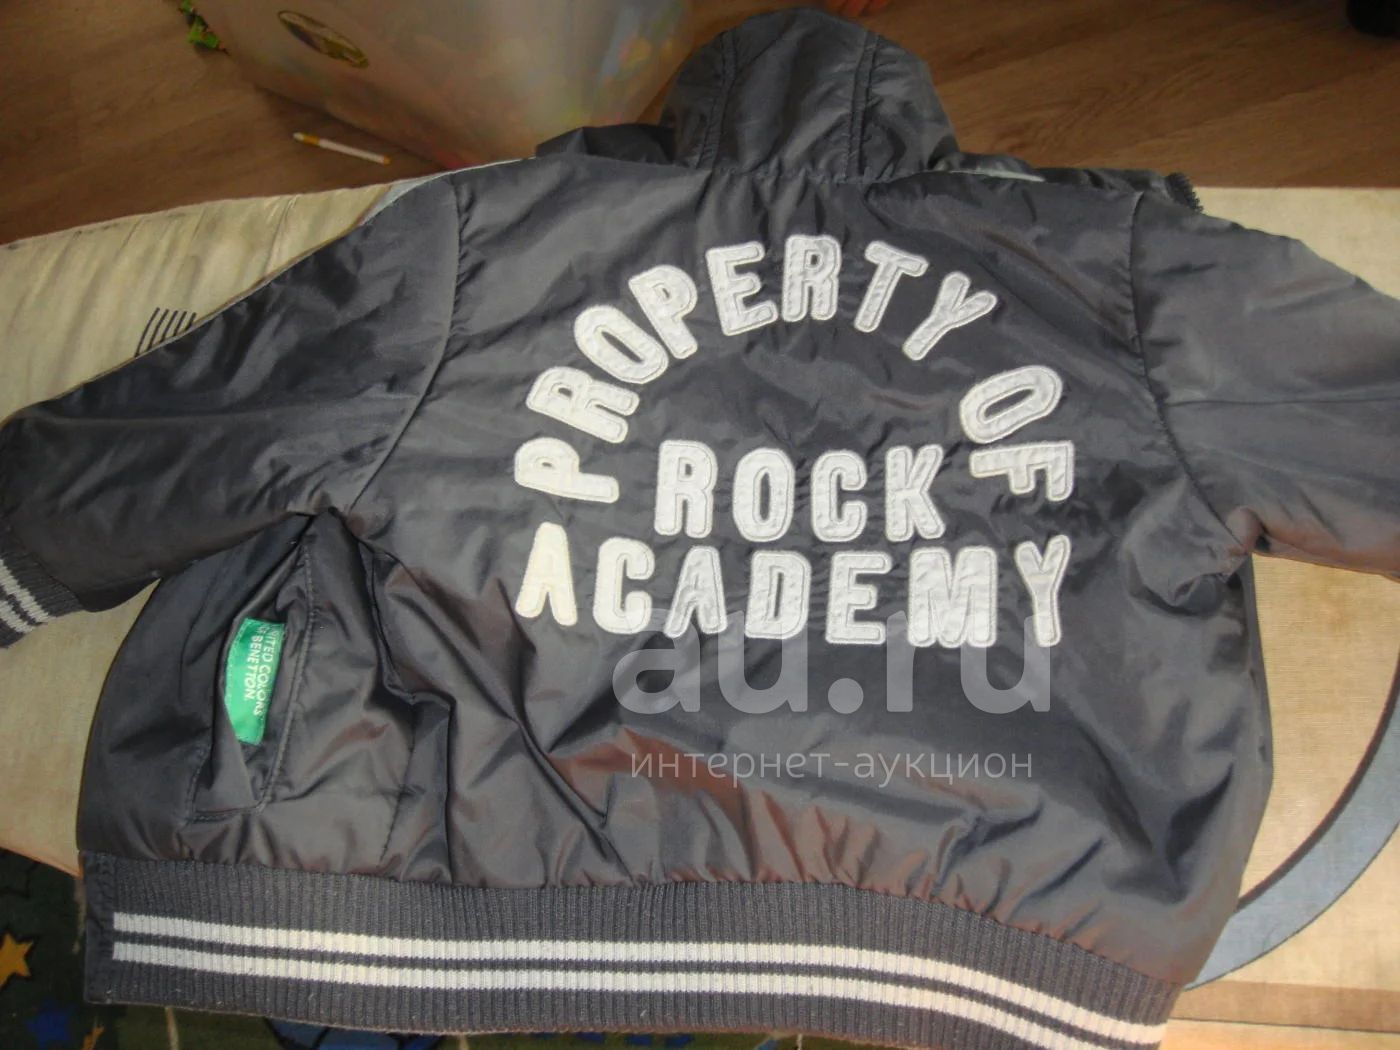 PROPERTY OF
ROCK
ACADEMY
UNITED COLORS
OF BENETTON.
au.ru
интернет-аукцион